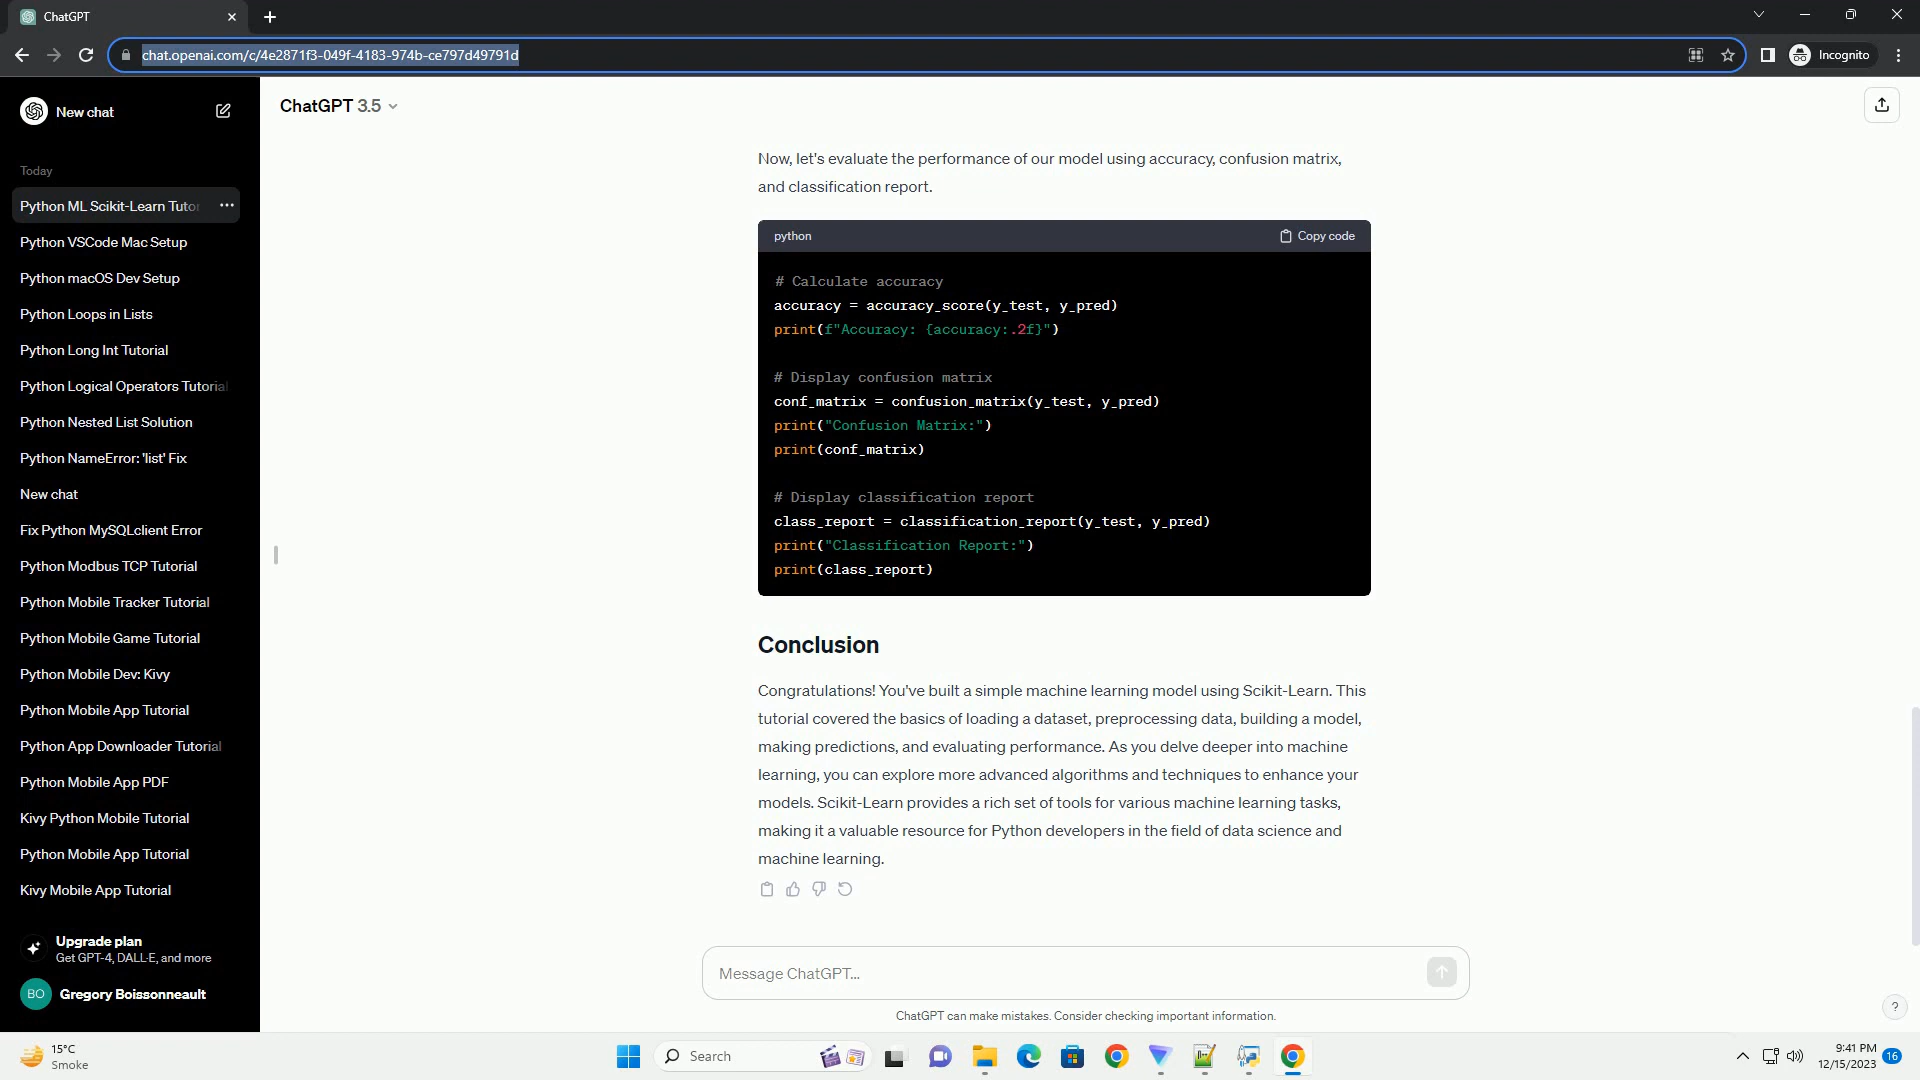 ChatGPT
chat.openai.com/c/4e2871f3-049f-4183-974b-ce797d49791d
Incognito
New chat
Today
Python ML Scikit-Learn Tutor
Python VSCode Mac Setup
Python macOS Dev Setup
Python Loops in Lists
Python Long Int Tutorial
Python Logical Operators Tutorial
Python Nested List Solution
Python NameError: 'list' Fix
New chat
Fix Python MySQLclient Error
Python Modbus TCP Tutorial
Python Mobile Tracker Tutorial
Python Mobile Game Tutorial
Python Mobile Dev: Kivy
Python Mobile App Tutorial
Python App Downloader Tutorial
Python Mobile App PDF
Kivy Python Mobile Tutorial
Python Mobile App Tutorial
Kivy Mobile App Tutorial
Upgrade plan
Get GPT-4, DALL·E, and more
BO
Gregory Boissonneault
ChatGPT 3.5
Now, let's evaluate the performance of our model using accuracy, confusion matrix,
and classification report.
python
Copy code
# Calculate accuracy
accuracy = accuracy_score(y_test, y_pred)
print(f"Accuracy: {accuracy:.2f}")
# Display confusion matrix
conf_matrix = confusion_matrix(y_test, y_pred)
print("Confusion Matrix:")
print(conf_matrix)
# Display classification report
class_report = classification_report(y_test, y_pred)
print("Classification Report:")
print(class_report)
Conclusion
Congratulations! You've built a simple machine learning model using Scikit-Learn. This
tutorial covered the basics of loading a dataset, preprocessing data, building a model,
making predictions, and evaluating performance. As you delve deeper into machine
learning, you can explore more advanced algorithms and techniques to enhance your
models. Scikit-Learn provides a rich set of tools for various machine learning tasks,
making it a valuable resource for Python developers in the field of data science and
machine learning.
Message ChatGPT...
ChatGPT can make mistakes. Consider checking important information.
?
15°C
Smoke
Search
9:41 PM
12/15/2023
16